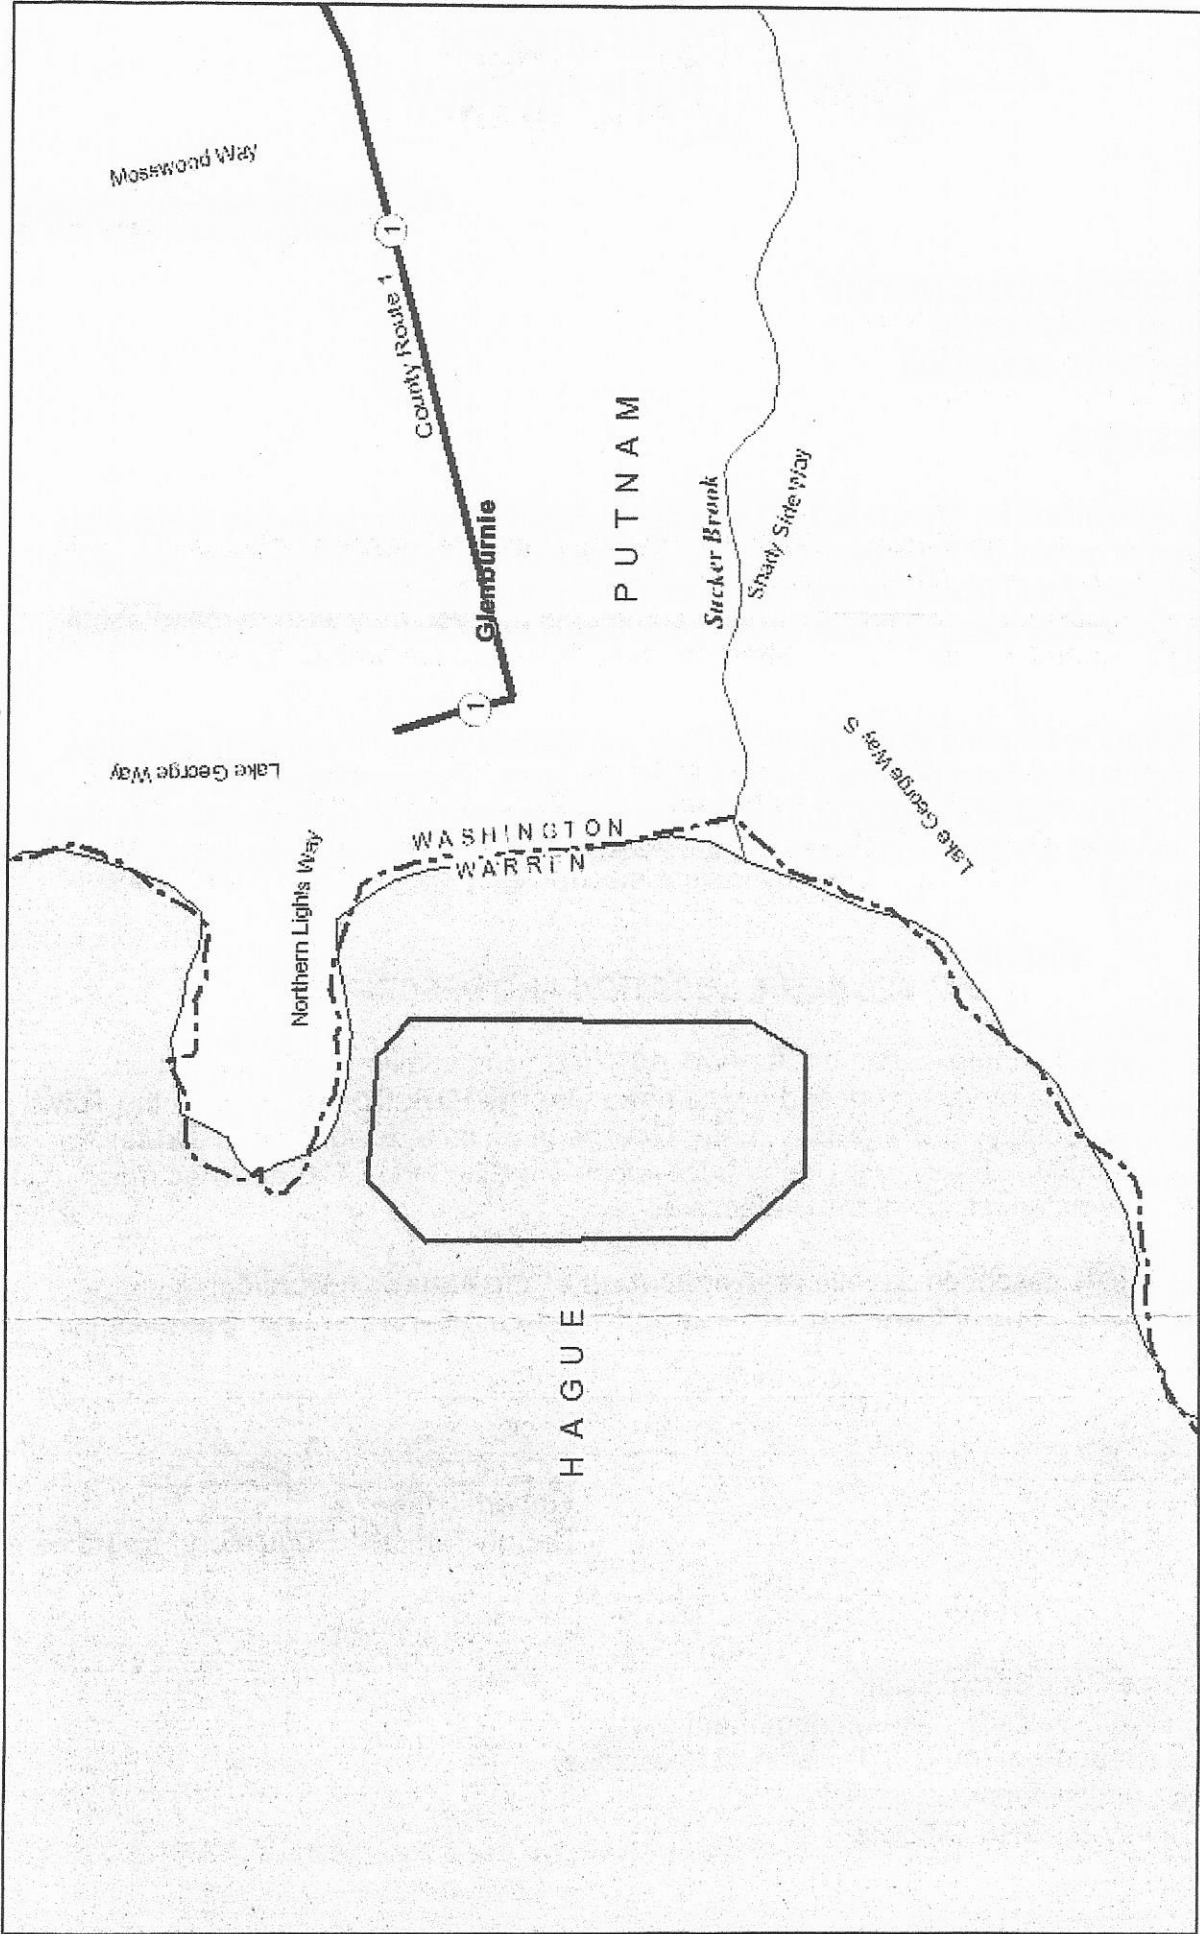 Mosswood Way
1
County Route 1
Glenburnie
1
Lake George Way
PUTNAM
Sucker Brook
Shady Side Way
Lake George Way S
WASHINGTON
WARREN
Northern Lights Way
HAGUE